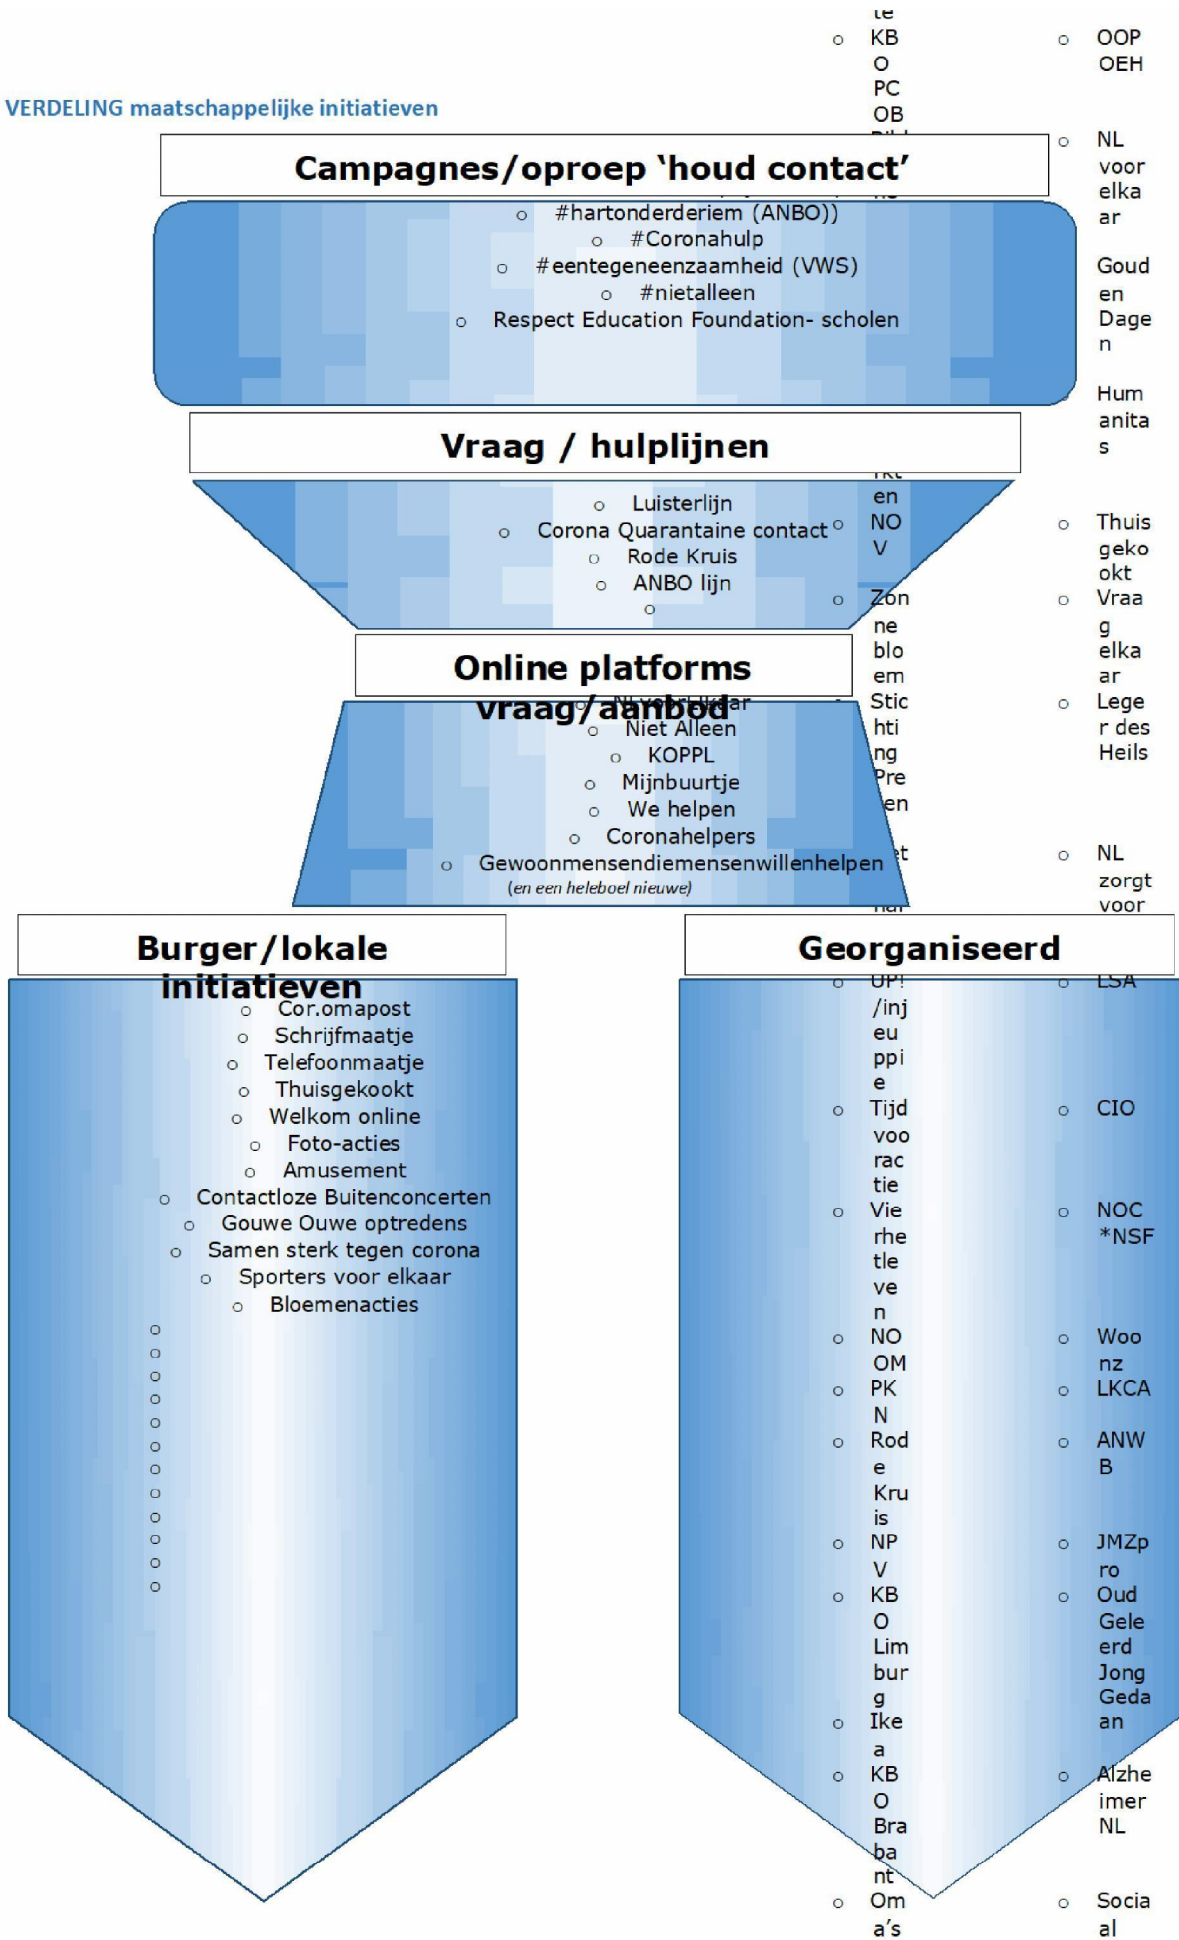 VERDELING maatschappelijke initiatieven
Campagnes/oproep ‘houd contact’
o #hartonderderiem (ANBO))
o #Coronahulp
o #eentegeneenzaamheid (VWS)
o #nietalleen
o Respect Education Foundation- scholen
Vraag / hulplijnen
o Luisterlijn
o Corona Quarantaine contact
o Rode Kruis
o ANBO lijn
o
Online platforms
vraag/aanbod
o NLvoorElkaar
o Niet Alleen
o KOPPL
o Mijnbuurtje
o We helpen
o Coronahelpers
o Gewoonmensendiemensenwillenhelpen
(en een heleboel nieuwe)
Burger/lokale
initiatieven
o Cor.omapost
o Schrijfmaatje
o Telefoonmaatje
o Thuisgekookt
o Welkom online
o Foto-acties
o Amusement
o Contactloze Buitenconcerten
o Gouwe Ouwe optredens
o Samen sterk tegen corona
o Sporters voor elkaar
o Bloemenacties
o
o
o
o
o
o
o
o
o
o
o
o
Georganiseerd
te
o KB
O
PC
OB
en
o NO
V
o Zon
ne
blo
em
Stic
hti
ng
Pre
en
et
o UP!
/inj
eu
ppi
e
o Tijd
voo
rac
tie
o Vie
rhe
tle
ve
n
o NO
OM
o PK
N
o Rod
e
Kru
is
o NP
V
o KB
O
Lim
bur
g
o Ike
a
o KB
O
Bra
ba
nt
o Om
a’s
o OOP
OEH
o NL
voor
elka
ar
Goud
en
Dage
n
Hum
anita
s
o Thuis
geko
okt
o Vraa
g
elka
ar
o Lege
r des
Heils
o NL
zorgt
voor
o LSA
o CIO
o NOC
*NSF
o Woo
nz
o LKCA
o ANW
B
o JMZp
ro
o Oud
Gele
erd
Jong
Geda
an
o Alzhe
imer
NL
o Socia
al